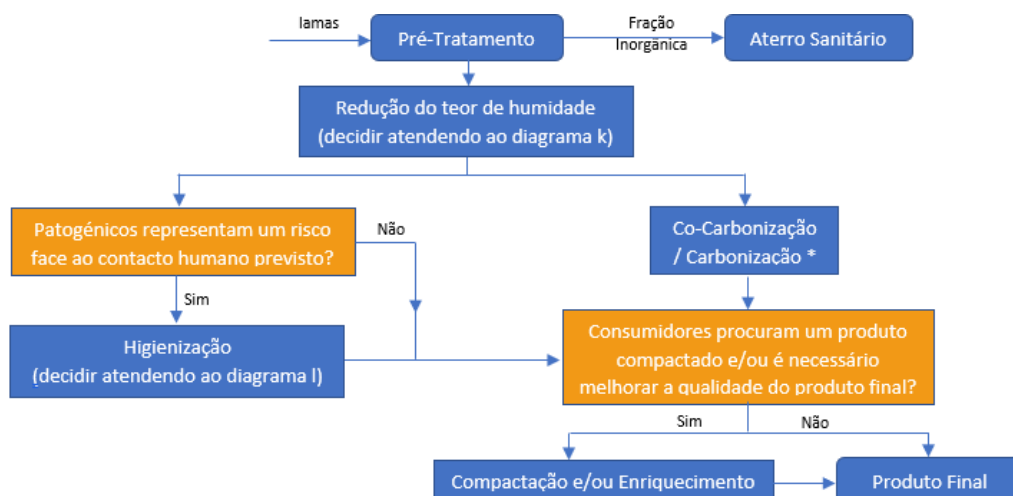 lamas
Pré-Tratamento
Fração
Inorgânica
Aterro Sanitário
Redução do teor de humidade
(decidir atendendo ao diagrama k)
Patogénicos representam um risco
face ao contacto humano previsto?
Não
Co-Carbonização
/ Carbonização *
Sim
Higienização
(decidir atendendo ao diagrama l)
Consumidores procuram um produto
compactado e/ou é necessário
melhorar a qualidade do produto final?
Sim
Não
Compactação e/ou Enriquecimento
Produto Final